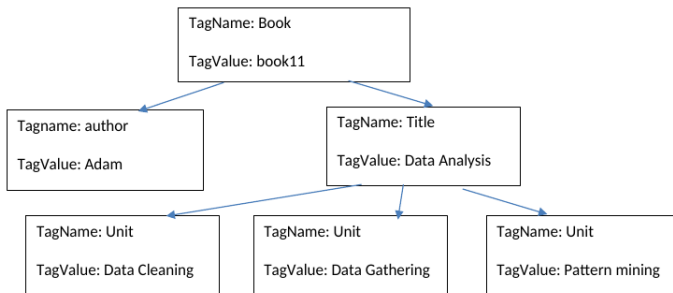 TagName: Book
TagValue: book11
Tagname: author
TagValue: Adam
TagName: Title
TagValue: Data Analysis
TagName: Unit
TagValue: Data Cleaning
TagName: Unit
TagValue: Data Gathering
TagName: Unit
TagValue: Pattern mining